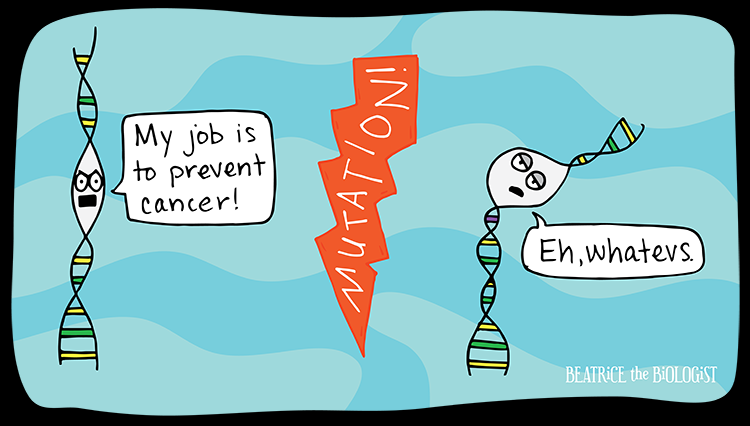 My job is
to prevent
cancer!
MUTATION!
Eh, whatevs.
BEATRiCE the BiOLOGiST